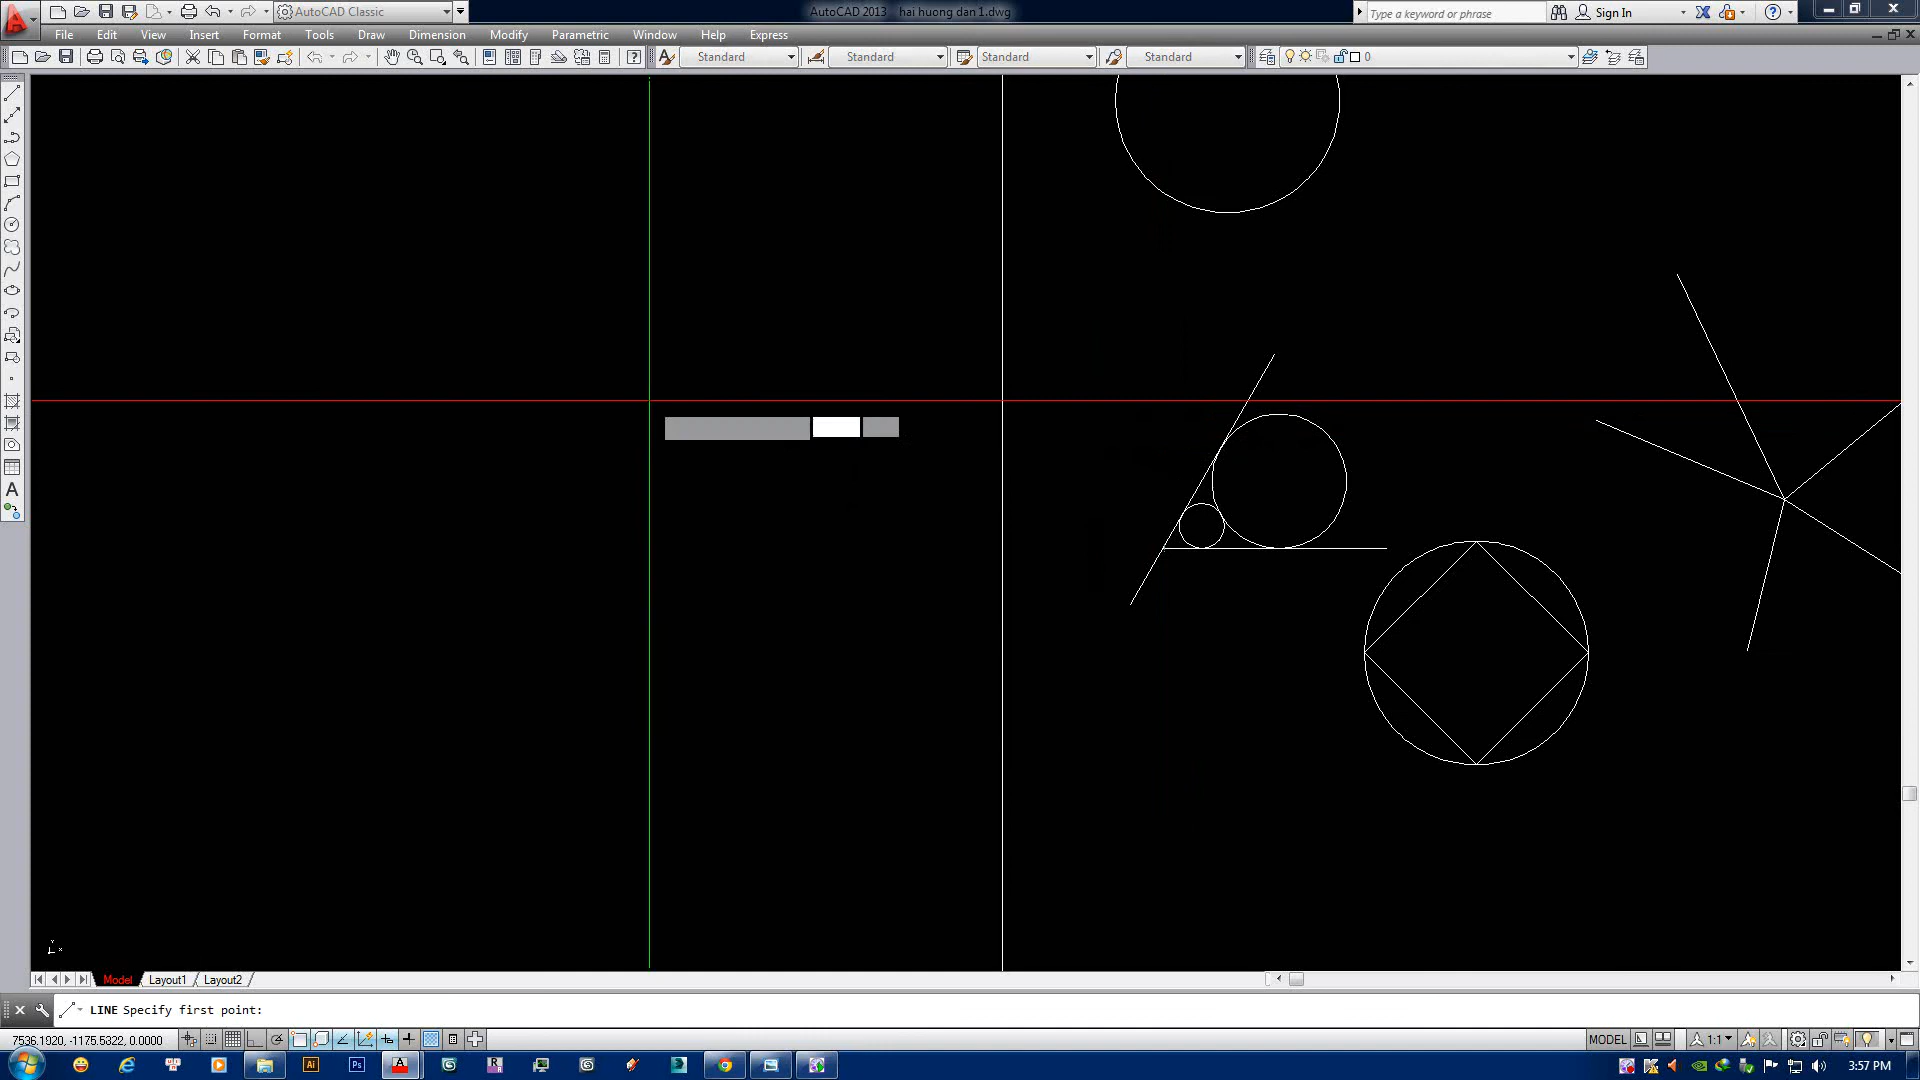 AutoCAD Classic
AutoCAD 2013 hai huong dan 1.dwg
Type a keyword or phrase
Sign In
File Edit View Insert Format Tools Draw Dimension Modify Parametric Window Help Express
Standard Standard Standard Standard 0
A
Y
X
Model Layout1 Layout2
LINE Specify first point:
7536.1920, -1175.5322, 0.0000
MODEL 1:1
Ai Ps
3:57 PM